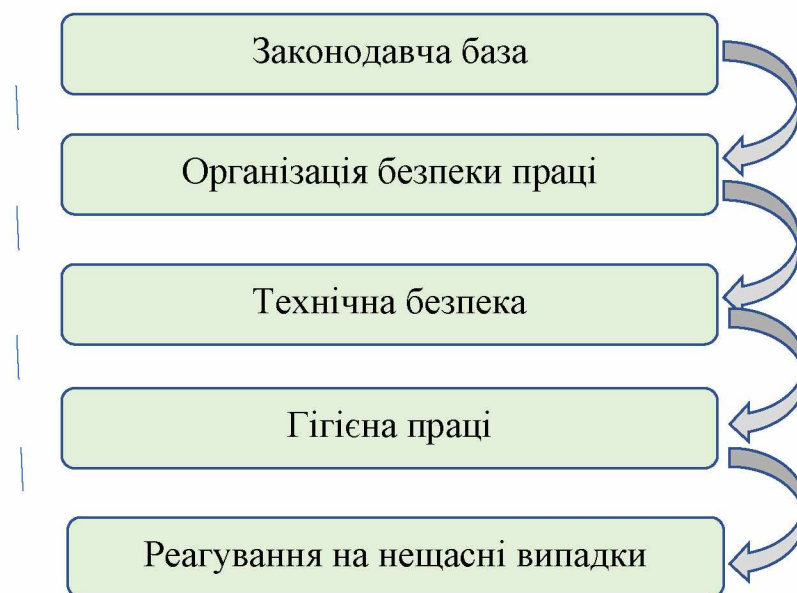 Законодавча база
Організація безпеки праці
Технічна безпека
Гігієна праці
Реагування на нещасні випадки